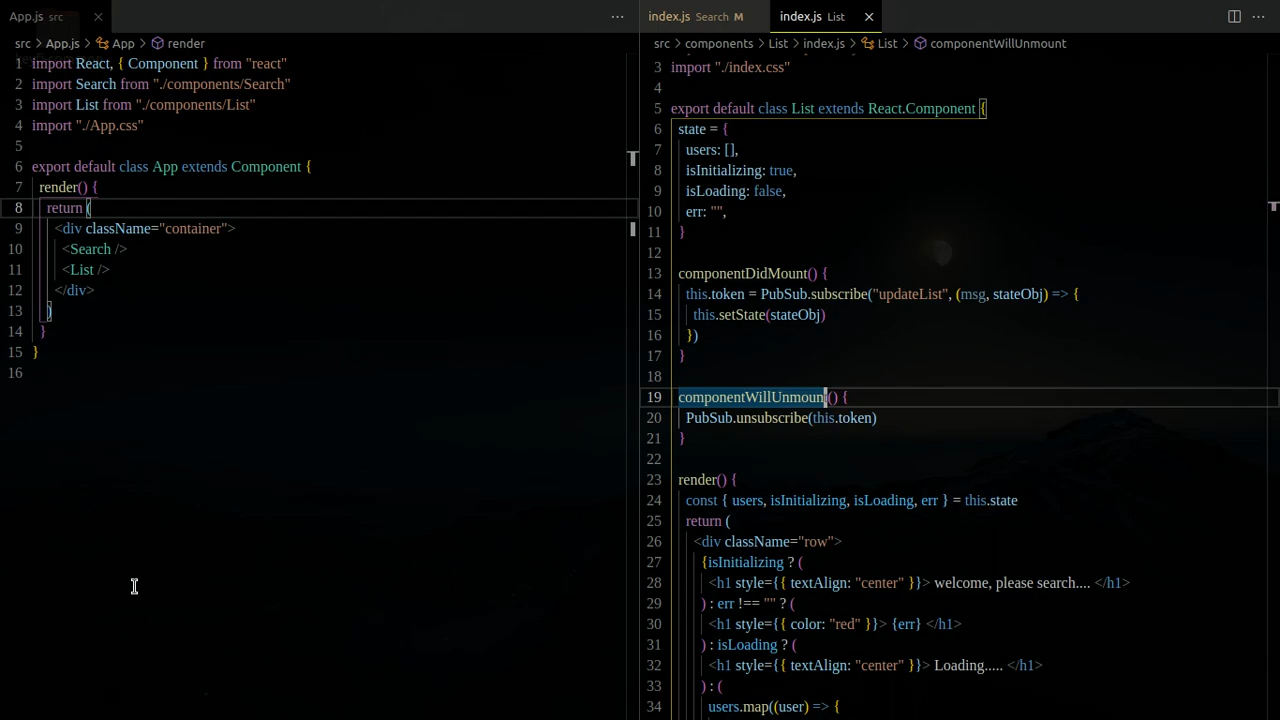 App.js src
src > App.js > App > render
1 import React, { Component } from "react"
2 import Search from "./components/Search"
3 import List from "./components/List"
4 import "./App.css"
5
6 export default class App extends Component {
7 render() {
8 return (
9 <div className="container">
10 <Search />
11 <List />
12 </div>
13 )
14 }
15 }
16
index.js Search M index.js List
src > components > List > index.js > List > componentWillUnmount
3 import "./index.css"
4
5 export default class List extends React.Component {
6 state = {
7 users: [],
8 isInitializing: true,
9 isLoading: false,
10 err: "",
11 }
12
13 componentDidMount() {
14 this.token = PubSub.subscribe("updateList", (msg, stateObj) => {
15 this.setState(stateObj)
16 })
17 }
18
19 componentWillUnmount() {
20 PubSub.unsubscribe(this.token)
21 }
22
23 render() {
24 const { users, isInitializing, isLoading, err } = this.state
25 return (
26 <div className="row">
27 {isInitializing ? (
28 <h1 style={{ textAlign: "center" }}> welcome, please search.... </h1>
29 ) : err !== "" ? (
30 <h1 style={{ color: "red" }}> {err} </h1>
31 ) : isLoading ? (
32 <h1 style={{ textAlign: "center" }}> Loading..... </h1>
33 ) : (
34 users.map((user) => {